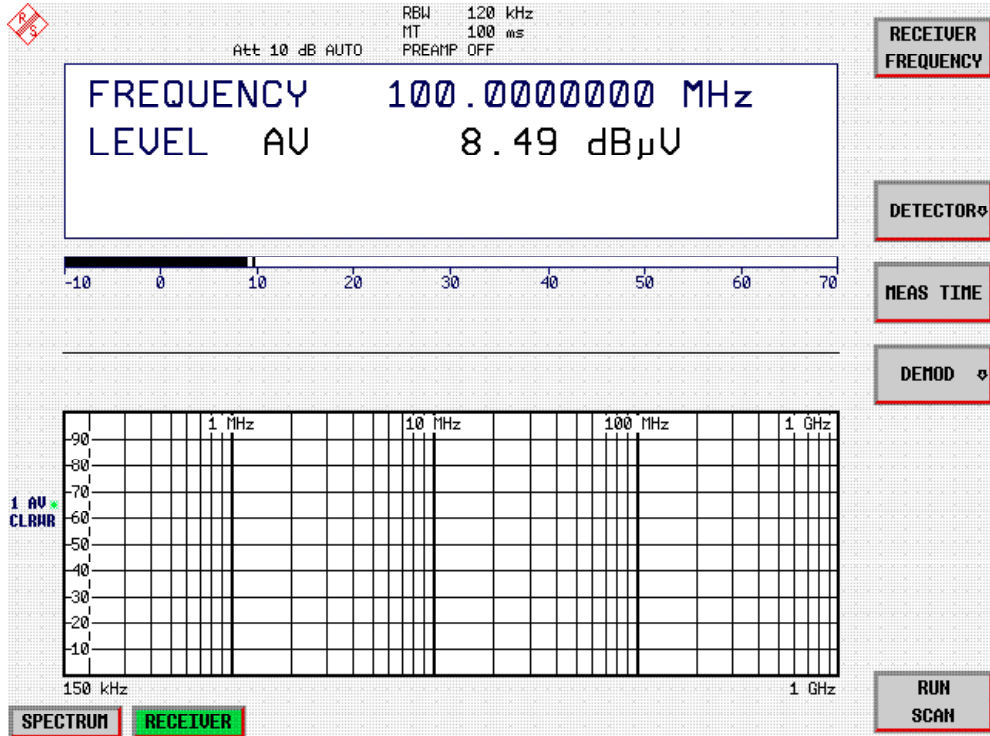 R/S
RBW 120 kHz
MT 100 ms
Att 10 dB AUTO PREAMP OFF
RECEIVER FREQUENCY
FREQUENCY 100.0000000 MHz
LEVEL AV 8.49 dBµV
DETECTOR
-10 0 10 20 30 40 50 60 70
MEAS TIME
DEMOD
1 MHz 10 MHz 100 MHz 1 GHz
90
80
70
1 AV
CLRWR
60
50
40
30
20
10
150 kHz 1 GHz
RUN SCAN
SPECTRUM RECEIVER